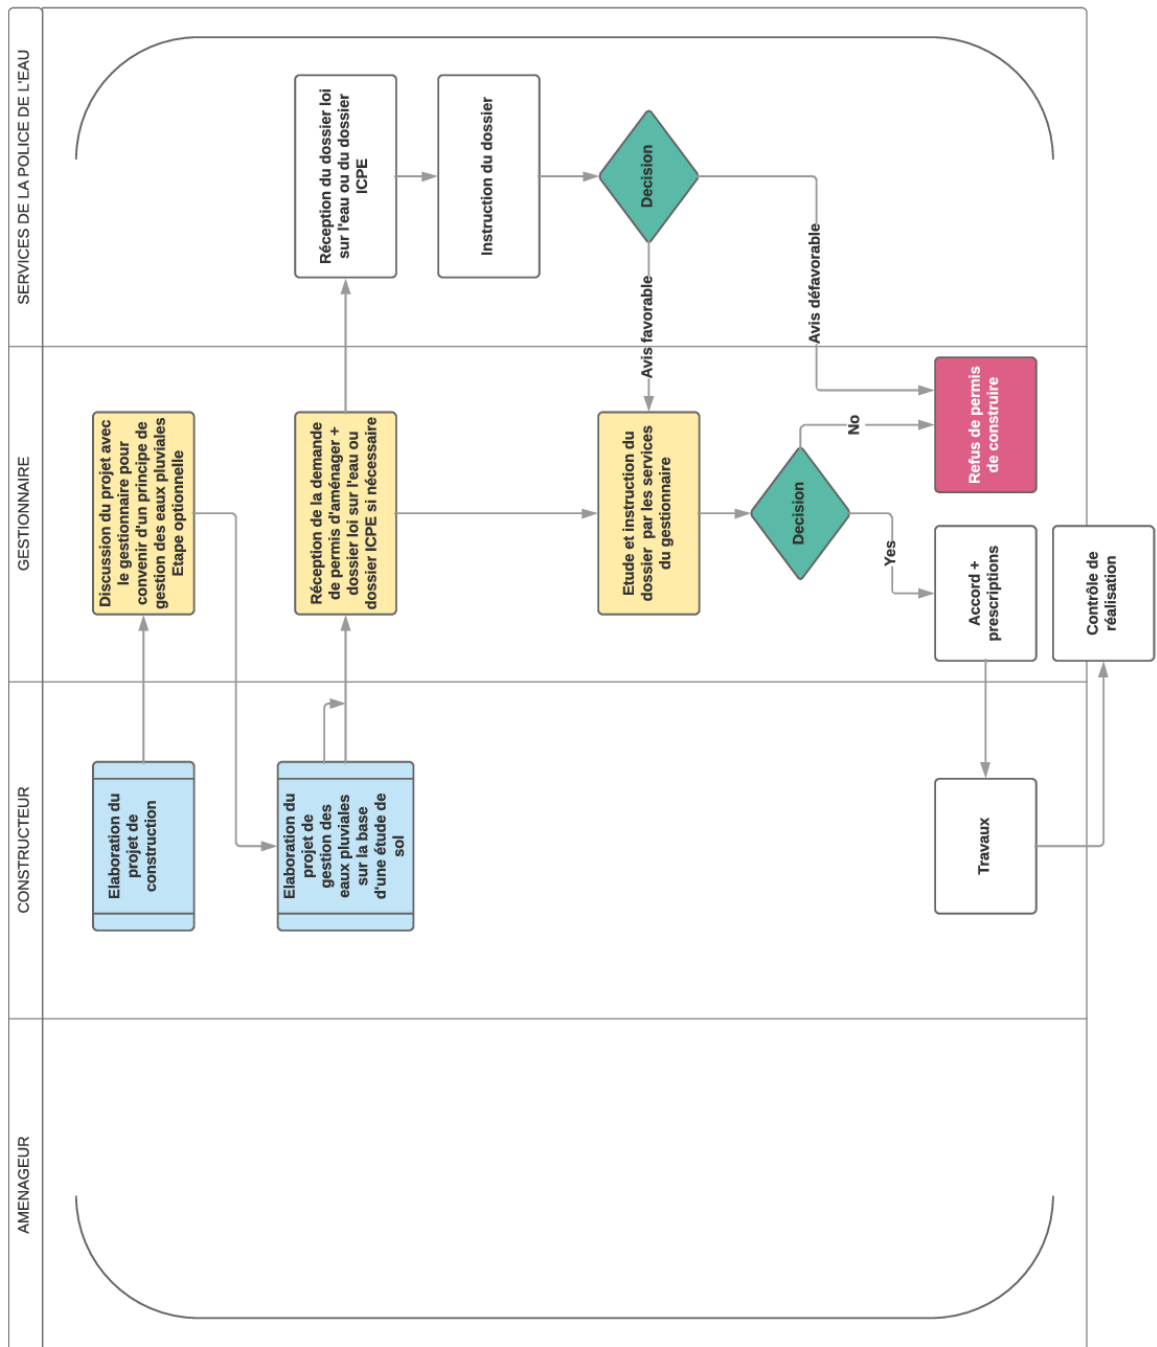 SERVICES DE LA POLICE DE L'EAU
Réception du dossier loi
sur l'eau ou du dossier
ICPE
Instruction du dossier
Decision
Avis favorable
Avis défavorable
GESTIONNAIRE
Discussion du projet avec
le gestionnaire pour
convenir d'un principe de
gestion des eaux pluviales
Etape optionnelle
Réception de la demande
de permis d'aménager +
dossier loi sur l'eau ou
dossier ICPE si nécessaire
Etude et instruction du
dossier par les services
du gestionnaire
Decision
No
Yes
Refus de permis
de construire
Accord +
prescriptions
Contrôle de
réalisation
CONSTRUCTEUR
Elaboration du
projet de
construction
Elaboration du
projet de
gestion des
eaux pluviales
sur la base
d'une étude de
sol
Travaux
AMENAGEUR